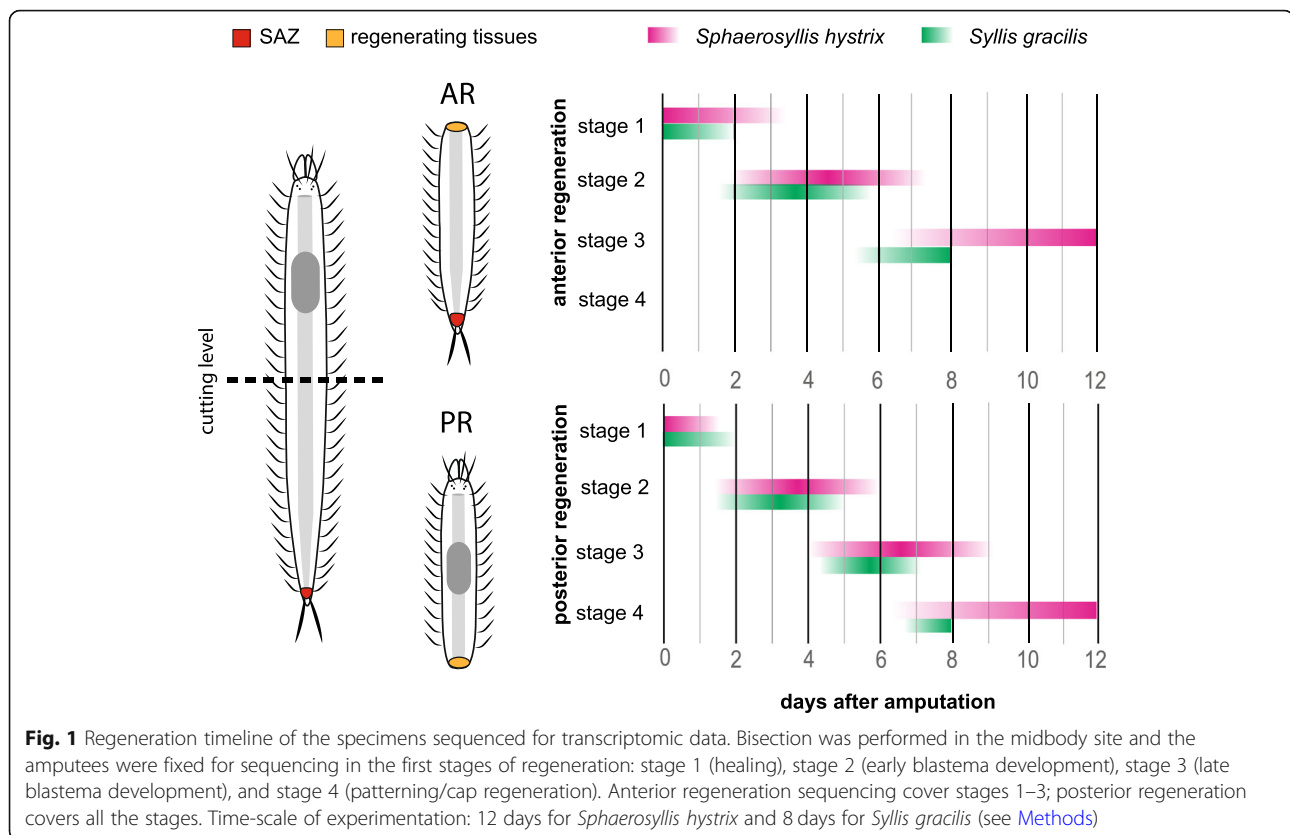 SAZ
regenerating tissues
Sphaerosyllis hystrix
Syllis gracilis
AR
cutting level
PR
anterior regeneration
stage 1
stage 2
stage 3
stage 4
0 2 4 6 8 10 12
posterior regeneration
stage 1
stage 2
stage 3
stage 4
0 2 4 6 8 10 12
days after amputation
Fig. 1 Regeneration timeline of the specimens sequenced for transcriptomic data. Bisection was performed in the midbody site and the
amputees were fixed for sequencing in the first stages of regeneration: stage 1 (healing), stage 2 (early blastema development), stage 3 (late
blastema development), and stage 4 (patterning/cap regeneration). Anterior regeneration sequencing cover stages 1–3; posterior regeneration
covers all the stages. Time-scale of experimentation: 12 days for Sphaerosyllis hystrix and 8 days for Syllis gracilis (see Methods)